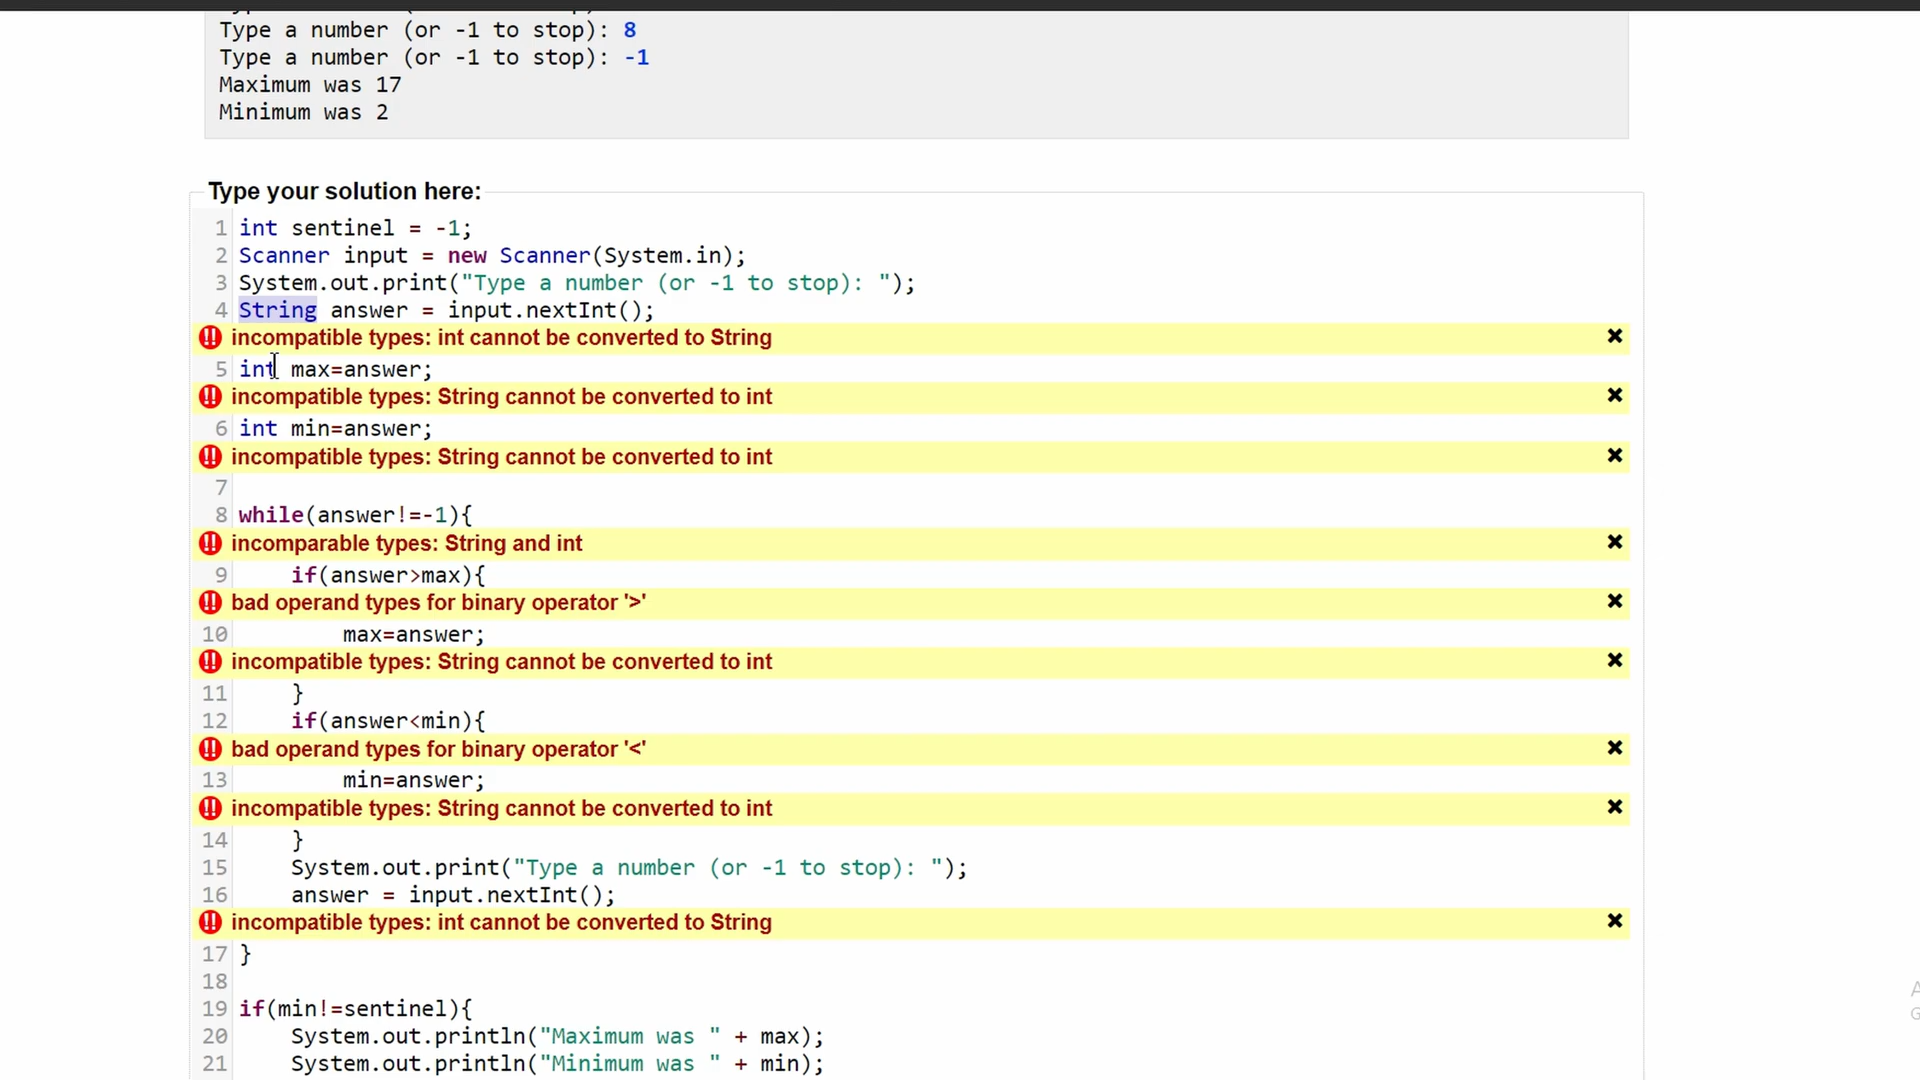 Type a number (or -1 to stop): 8
Type a number (or -1 to stop): -1
Maximum was 17
Minimum was 2
Type your solution here:
1 int sentinel = -1;
2 Scanner input = new Scanner(System.in);
3 System.out.print("Type a number (or -1 to stop): ");
4 String answer = input.nextInt();
incompatible types: int cannot be converted to String
5 int max=answer;
incompatible types: String cannot be converted to int
6 int min=answer;
incompatible types: String cannot be converted to int
7
8 while(answer!=-1){
incomparable types: String and int
9 if(answer>max){
bad operand types for binary operator '>'
10 max=answer;
incompatible types: String cannot be converted to int
11 }
12 if(answer<min){
bad operand types for binary operator '<'
13 min=answer;
incompatible types: String cannot be converted to int
14 }
15 System.out.print("Type a number (or -1 to stop): ");
16 answer = input.nextInt();
incompatible types: int cannot be converted to String
17 }
18
19 if(min!=sentinel){
20 System.out.println("Maximum was " + max);
21 System.out.println("Minimum was " + min);